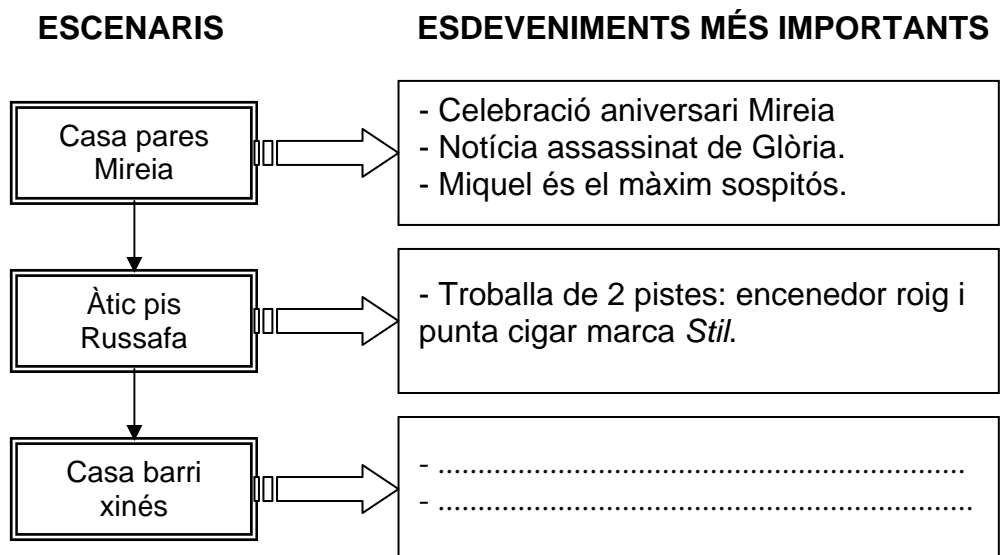 ESCENARIS
ESDEVENIMENTS MÉS IMPORTANTS
Casa pares
Mireia
- Celebració aniversari Mireia
- Notícia assassinat de Glòria.
- Miquel és el màxim sospitós.
Àtic pis
Russafa
- Troballa de 2 pistes: encenedor roig i
punta cigar marca Stil.
Casa barri
xinés
- ..................................................................
- ...................................................................